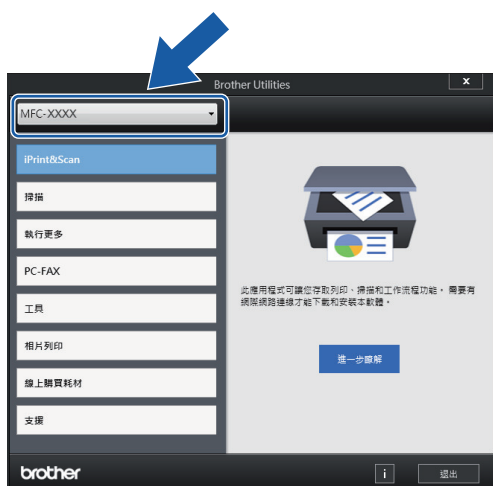 Brother Utilities
x
MFC-XXXX
iPrint&Scan
掃描
執行更多
PC-FAX
工具
相片列印
線上購買耗材
支援
此應用程式可讓您存取列印、掃描和工作流程功能。 需要有
網際網路連線才能下載和安裝本軟體。
進一步瞭解
brother
i
退出